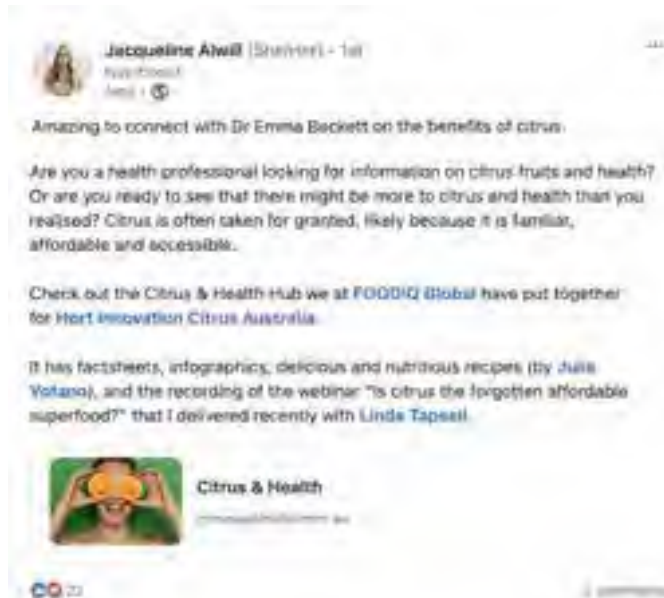 Jacqueline Alwill (She/Her) · 1st
Nutritionist
Amazing to connect with Dr Emma Beckett on the benefits of citrus.
Are you a health professional looking for information on citrus fruits and health?
Or are you ready to see that there might be more to citrus and health than you
realised? Citrus is often taken for granted, likely because it is familiar,
affordable and accessible.
Check out the Citrus & Health Hub we at FOODiQ Global have put together
for Hort Innovation Citrus Australia.
It has factsheets, infographics, delicious and nutritious recipes (by Julie
), and the recording of the webinar "Is citrus the forgotten affordable
superfood?" that I delivered recently with Linda Tapsell.
Citrus & Health
22